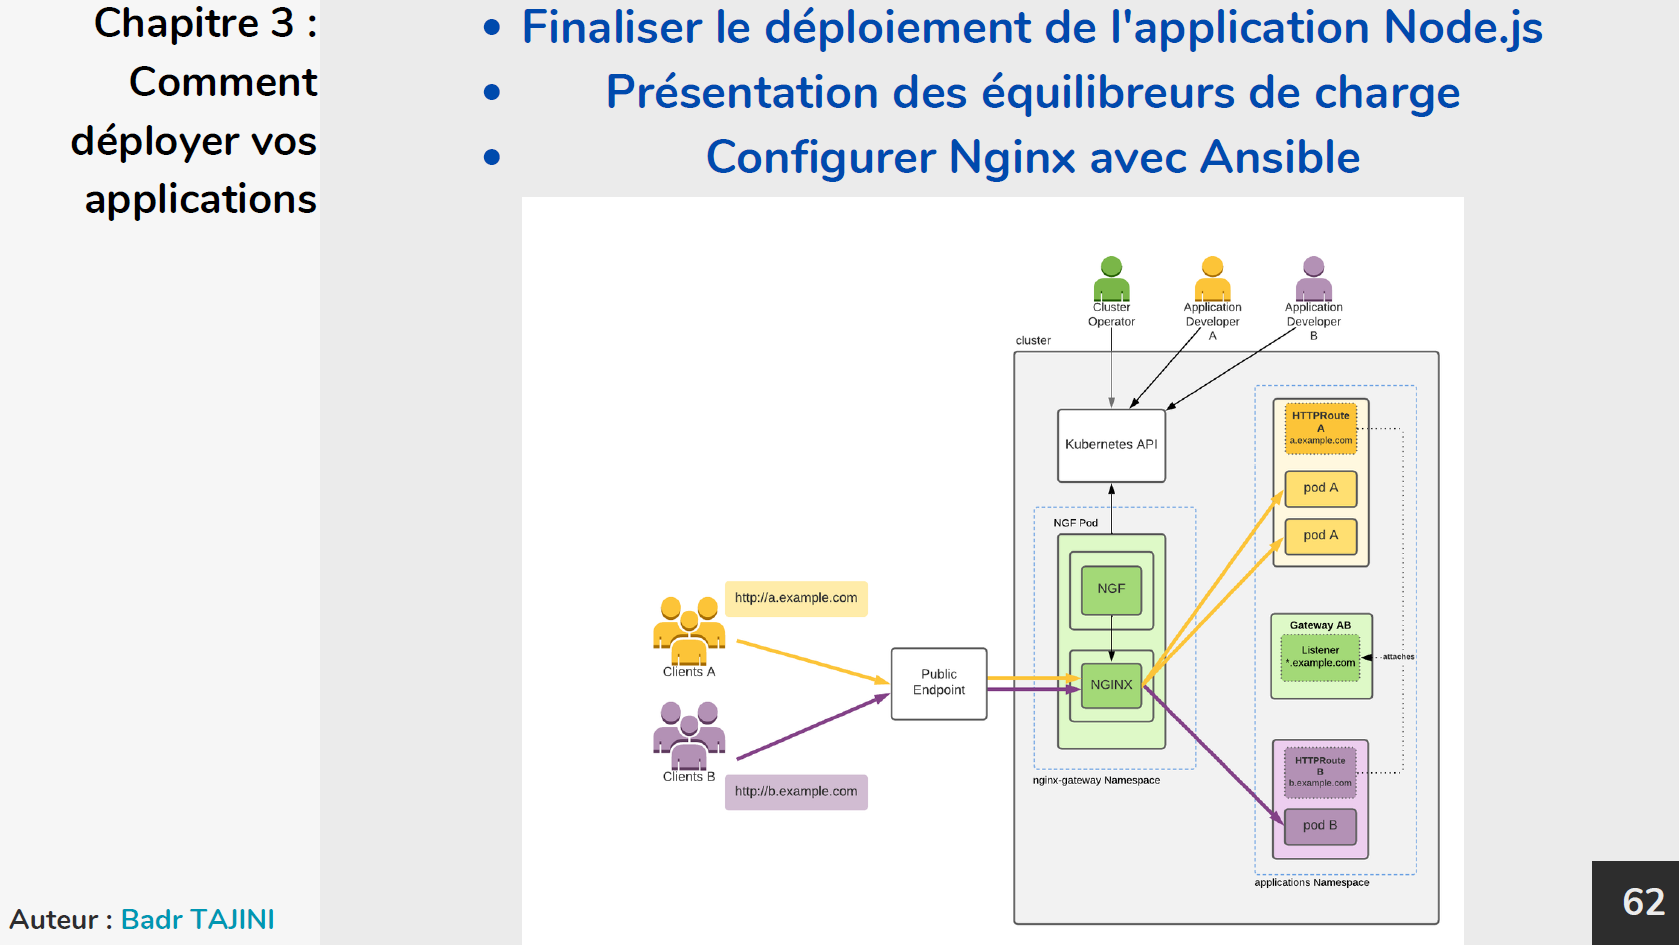 Chapitre 3 :
Comment
déployer vos
applications
Finaliser le déploiement de l'application Node.js
Présentation des équilibreurs de charge
Configurer Nginx avec Ansible
Cluster
Operator
Application
Developer
A
Application
Developer
B
cluster
Kubernetes API
HTTPRoute
A
a.example.com
pod A
pod A
NGF Pod
NGF
NGINX
nginx-gateway Namespace
http://a.example.com
Clients A
Public
Endpoint
Clients B
http://b.example.com
Gateway AB
Listener
*.example.com
attaches
HTTPRoute
B
b.example.com
pod B
applications Namespace
Auteur : Badr TAJINI
62